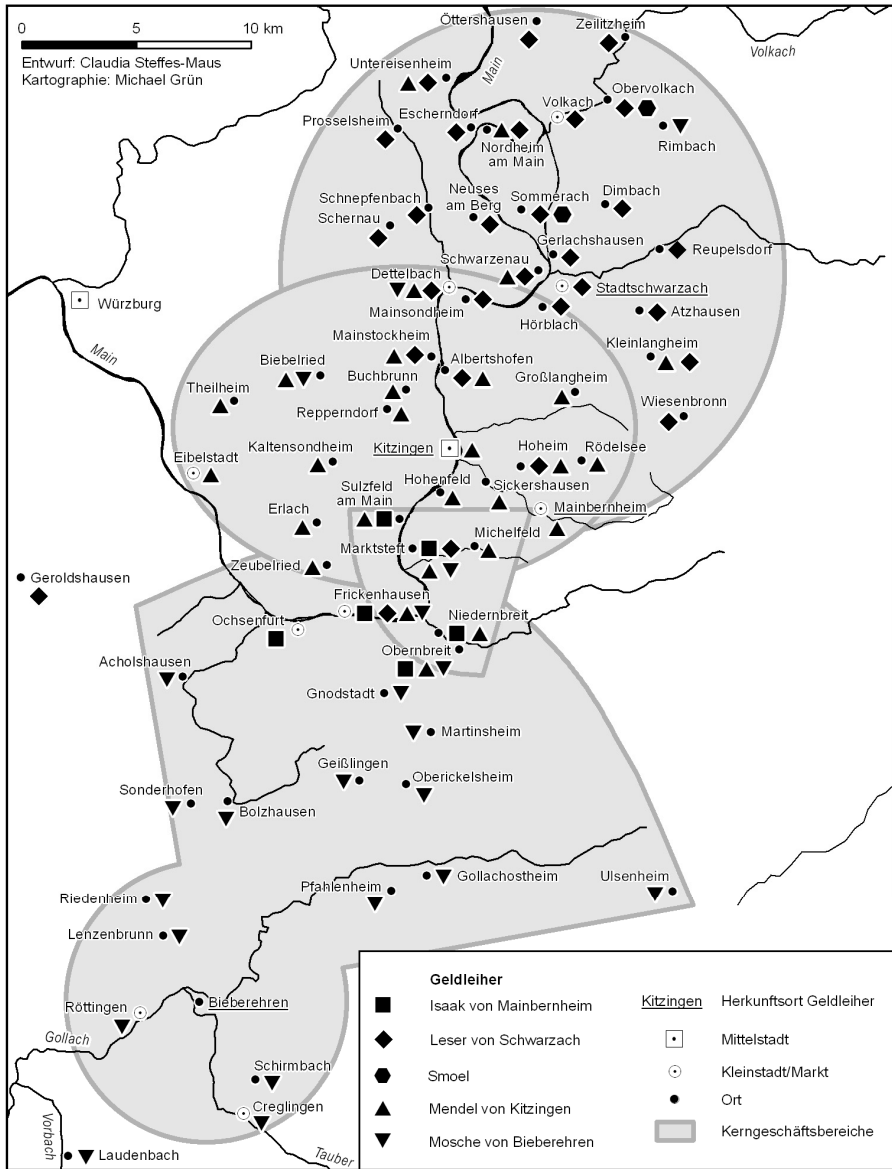 0 5 10 km
Entwurf: Claudia Steffes-Maus
Kartographie: Michael Grün
Öttershausen
Zeilitzheim
Volkach
Main
Untereisenheim
Obervolkach
Volkach
Escherndorf
Prosselsheim
Nordheim
am Main
Rimbach
Schnepfenbach
Neuses
am Berg
Sommerach
Dimbach
Schernau
Gerlachshausen
Reupelsdorf
Schwarzenau
Dettelbach
Stadtschwarzach
Würzburg
Mainsondheim
Hörblach
Atzhausen
Main
Mainstockheim
Kleinlangheim
Biebelried
Albertshofen
Theilheim
Buchbrunn
Großlangheim
Repperndorf
Wiesenbronn
Kitzingen
Eibelstadt
Kaltensondheim
Hoheim
Rödelsee
Hohenfeld
Sickershausen
Sulzfeld
am Main
Mainbernheim
Erlach
Michelfeld
Marktsteft
Zeubelried
Geroldshausen
Frickenhausen
Ochsenfurt
Niedernbreit
Obernbreit
Acholshausen
Gnodstadt
Martinsheim
Geißlingen
Oberickelsheim
Sonderhofen
Bolzhausen
Gollachostheim
Ulsenheim
Pfahlenheim
Riedenheim
Lenzenbrunn
Bieberehren
Röttingen
Gollach
Schirmbach
Creglingen
Vorbach
Laudenbach
Tauber
Geldleiher
Isaak von Mainbernheim
Leser von Schwarzach
Smoel
Mendel von Kitzingen
Mosche von Bieberehren
Kitzingen Herkunftsort Geldleiher
Mittelstadt
Kleinstadt/Markt
Ort
Kerngeschäftsbereiche